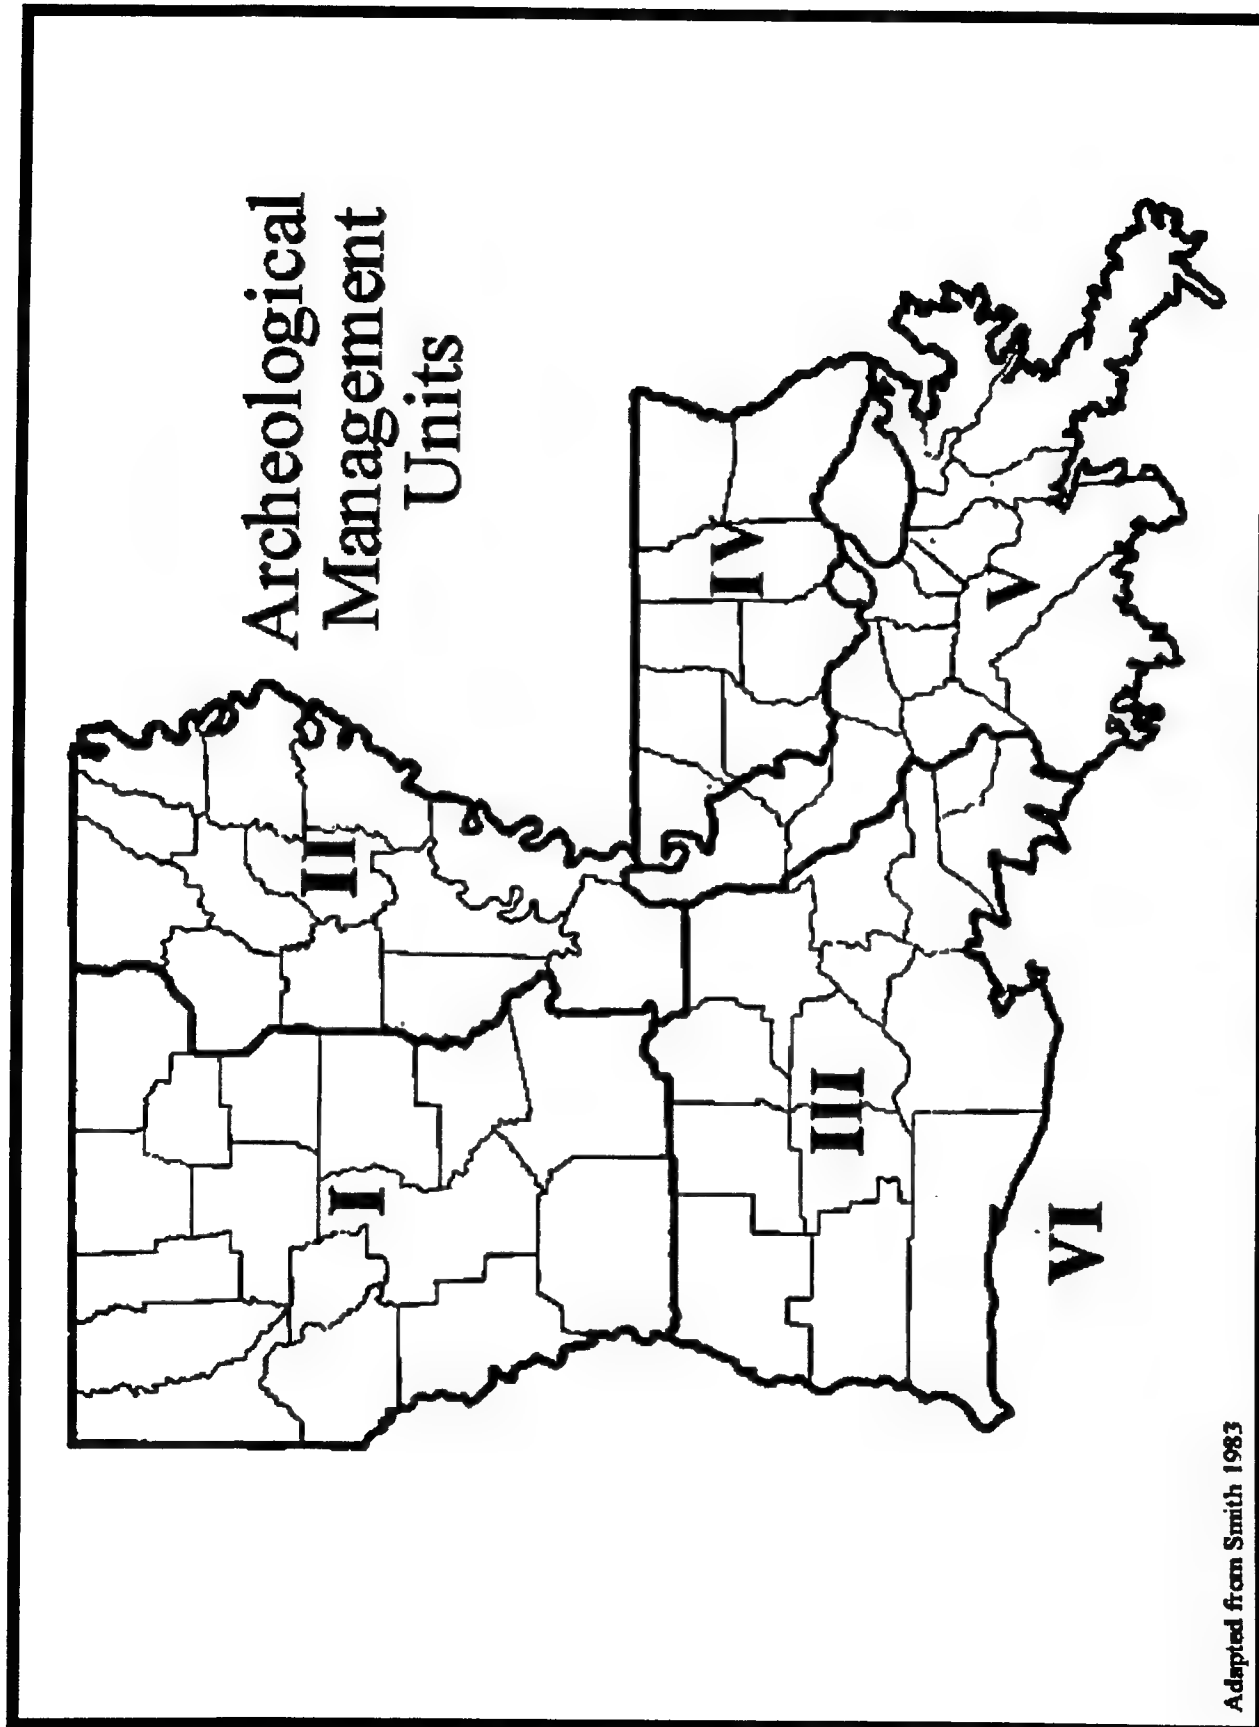 Archeological
Management
Units
I
II
III
IV
V
VI
Adapted from Smith 1983